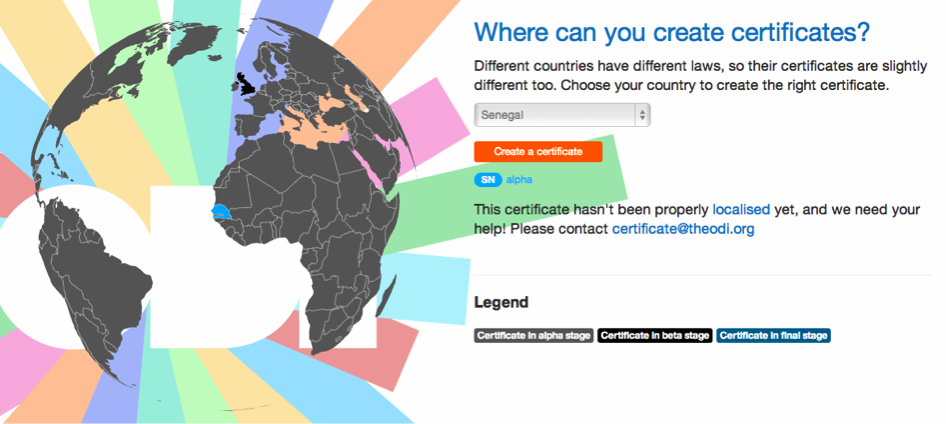 Where can you create certificates?
Different countries have different laws, so their certificates are slightly
different too. Choose your country to create the right certificate.
Senegal
Create a certificate
SN alpha
This certificate hasn't been properly localised yet, and we need your
help! Please contact certificate@theodi.org
Legend
Certificate in alpha stage Certificate in beta stage Certificate in final stage